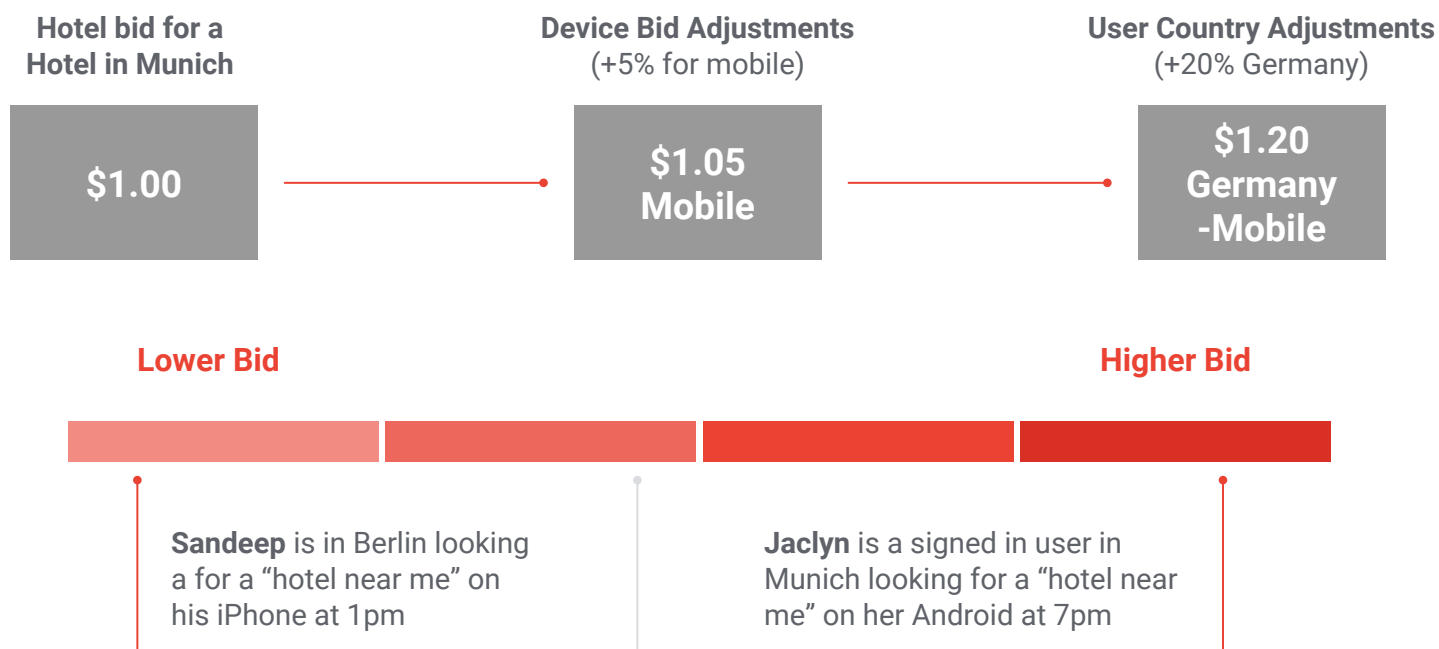 Hotel bid for a
Hotel in Munich
Device Bid Adjustments
(+5% for mobile)
User Country Adjustments
(+20% Germany)
$1.00
$1.05
Mobile
$1.20
Germany
-Mobile
Lower Bid
Higher Bid
Sandeep is in Berlin looking
a for a “hotel near me” on
his iPhone at 1pm
Jaclyn is a signed in user in
Munich looking for a “hotel near
me” on her Android at 7pm